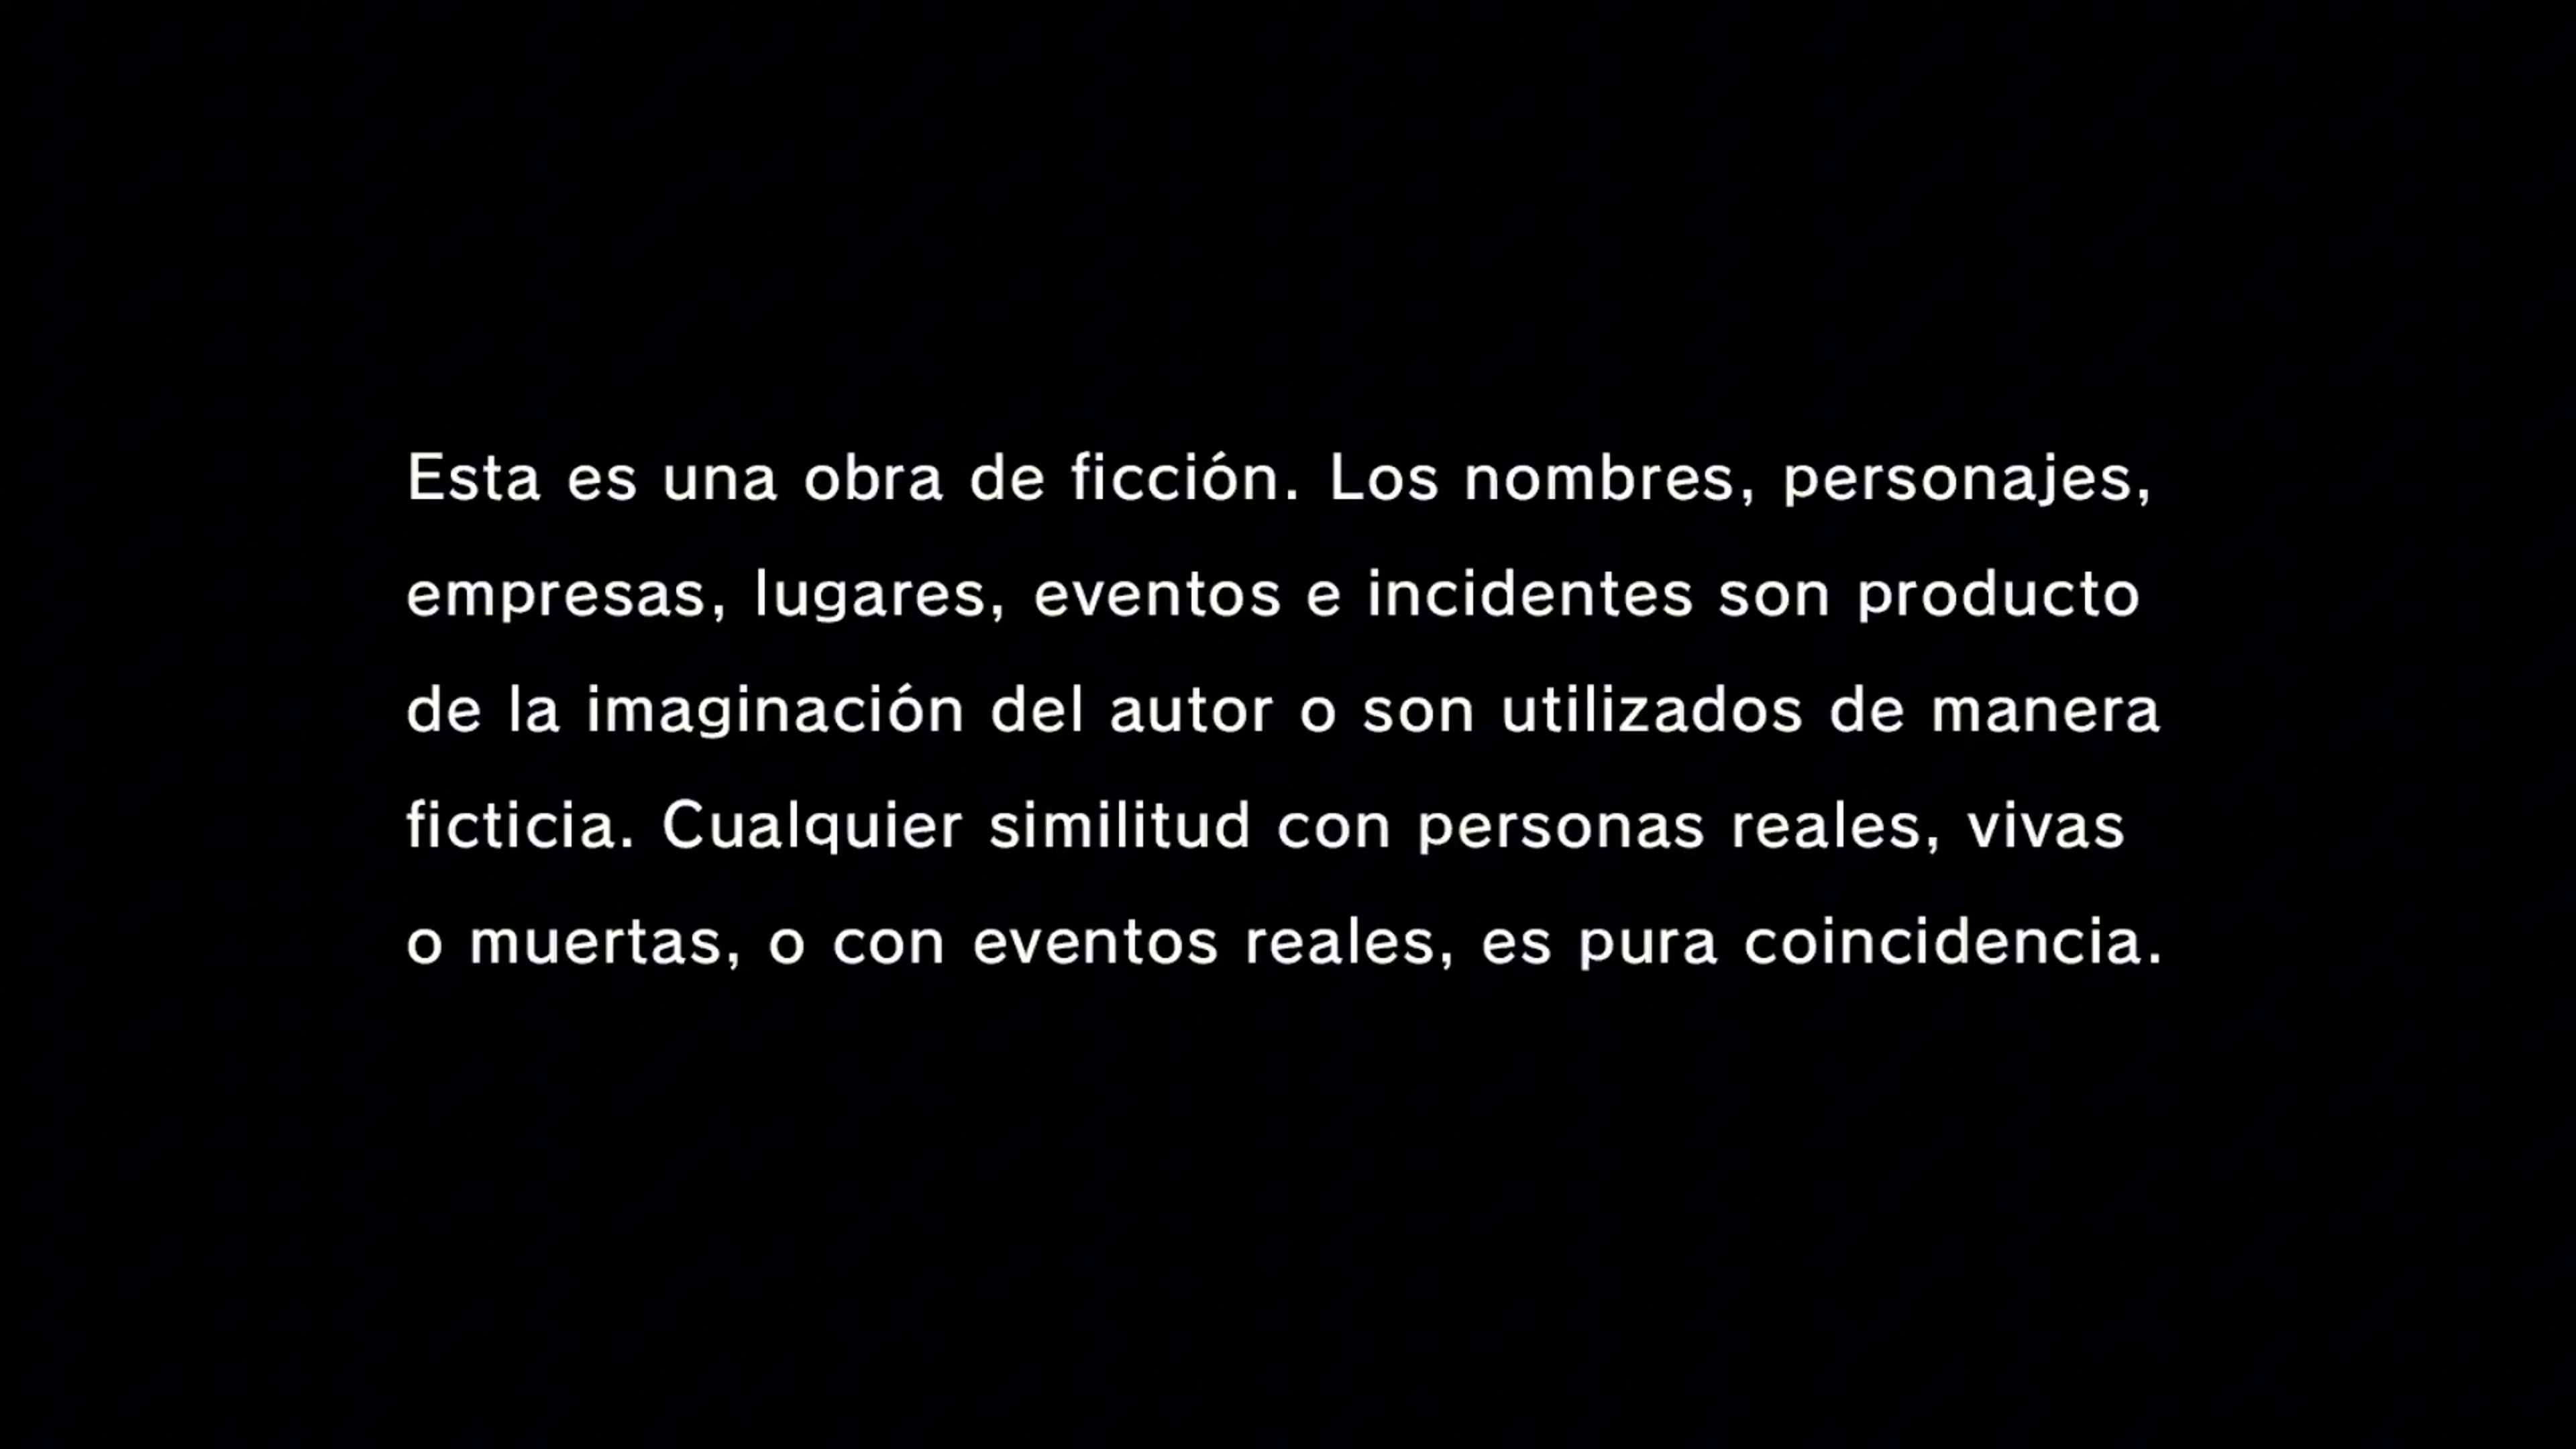 Esta es una obra de ficción. Los nombres, personajes,
empresas, lugares, eventos e incidentes son producto
de la imaginación del autor o son utilizados de manera
ficticia. Cualquier similitud con personas reales, vivas
o muertas, o con eventos reales, es pura coincidencia.